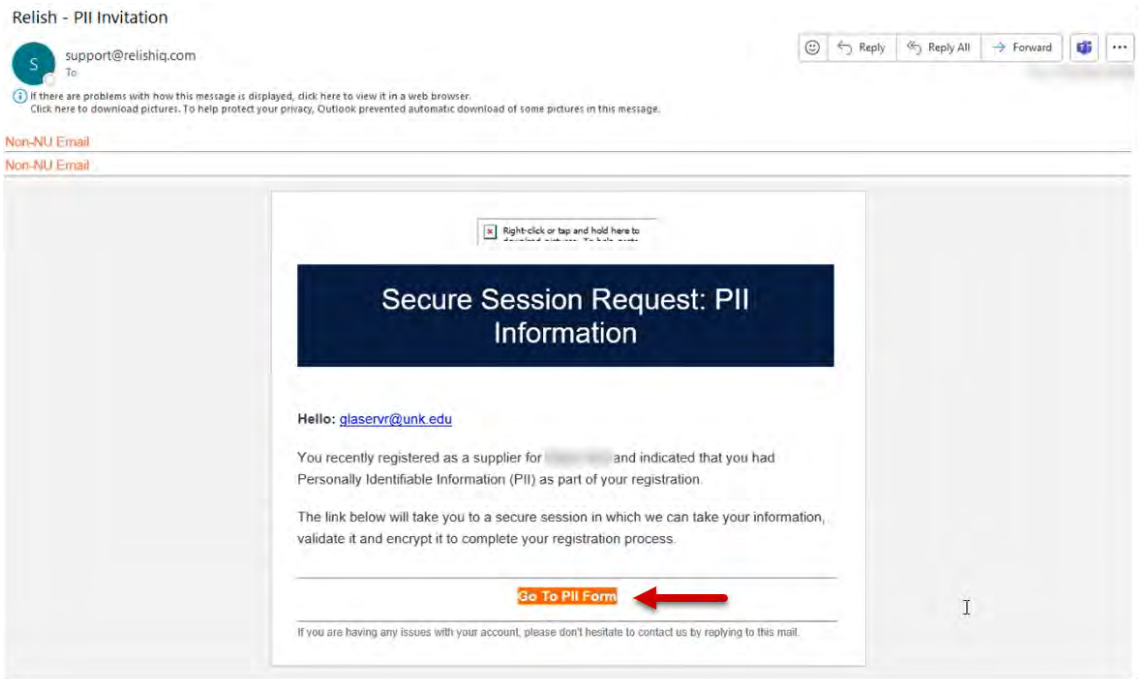 Relish - PII Invitation
S
support@relishiq.com
To
Reply
Reply All
Forward
If there are problems with how this message is displayed, click here to view it in a web browser.
Click here to download pictures. To help protect your privacy, Outlook prevented automatic download of some pictures in this message.
Non-NU Email
Non-NU Email
Right-click or tap and hold here to
download pictures. To help
Secure Session Request: PII
Information
Hello: glaservr@unk.edu
You recently registered as a supplier for and indicated that you had
Personally Identifiable Information (PII) as part of your registration.
The link below will take you to a secure session in which we can take your information,
validate it and encrypt it to complete your registration process.
Go To PII Form
If you are having any issues with your account, please don't hesitate to contact us by replying to this mail.